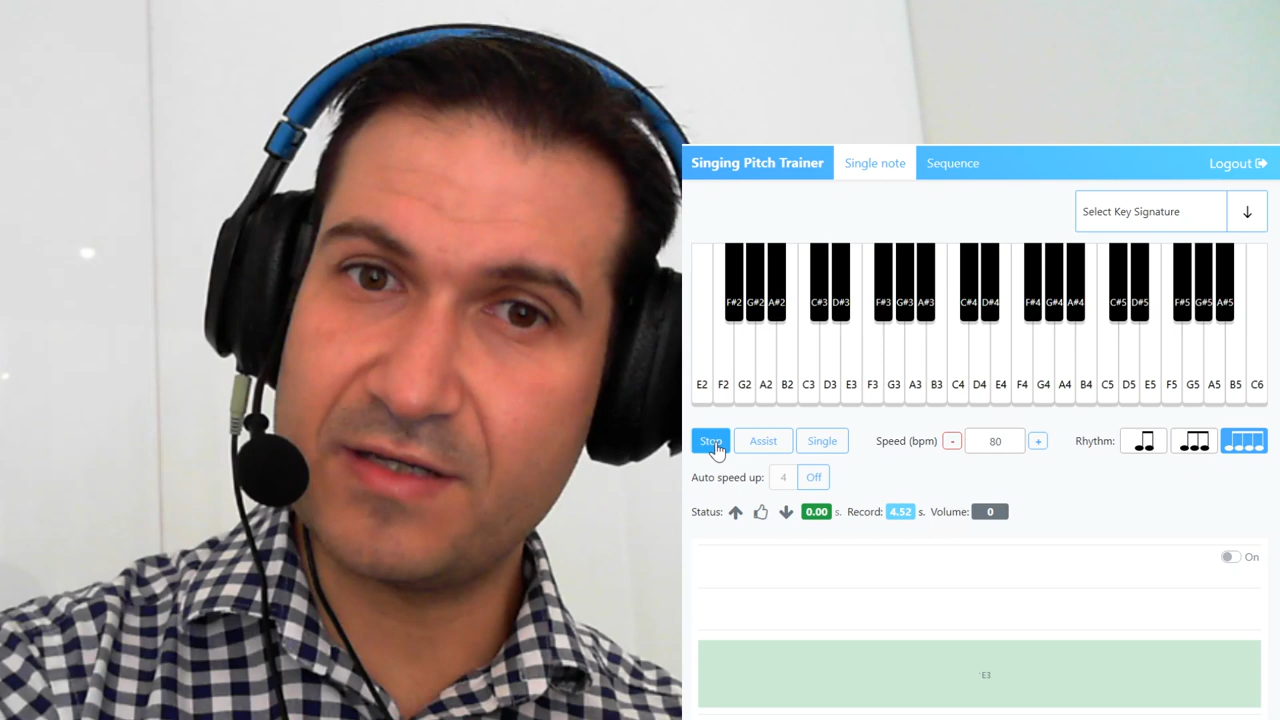 Singing Pitch Trainer Single note Sequence Logout
Select Key Signature
F#2 G#2 A#2 C#3 D#3 F#3 G#3 A#3 C#4 D#4 F#4 G#4 A#4 C#5 D#5 F#5 G#5 A#5
E2 F2 G2 A2 B2 C3 D3 E3 F3 G3 A3 B3 C4 D4 E4 F4 G4 A4 B4 C5 D5 E5 F5 G5 A5 B5 C6
Stop Assist Single Speed (bpm) - 80 + Rhythm:
Auto speed up: 4 Off
Status: 0.00 s. Record: 4.52 s. Volume: 0
On
E3